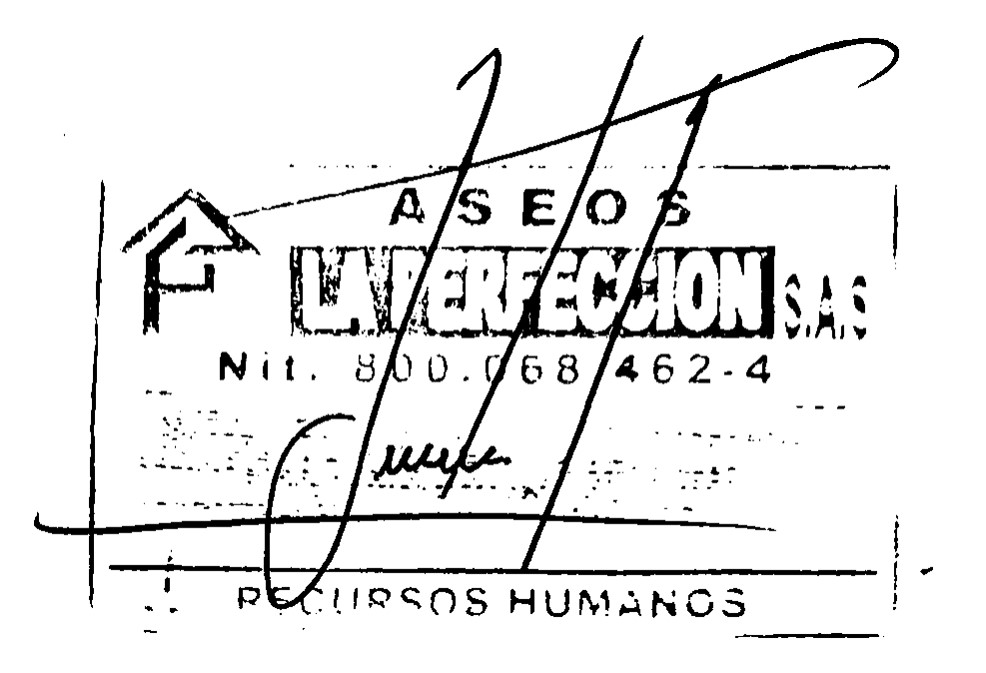 ASEOS
LA PERFECCION S.A.S
Nit. 800.068 462-4
RECURSOS HUMANOS